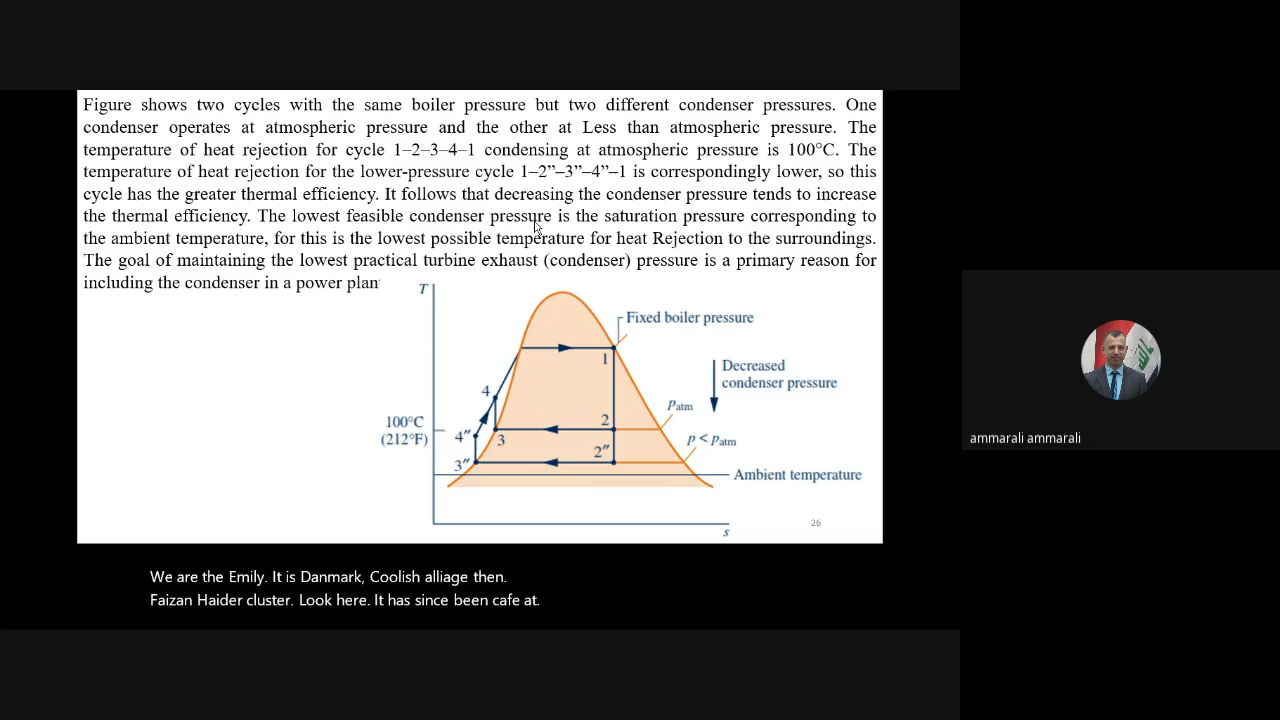 Figure shows two cycles with the same boiler pressure but two different condenser pressures. One
condenser operates at atmospheric pressure and the other at Less than atmospheric pressure. The
temperature of heat rejection for cycle 1–2–3–4–1 condensing at atmospheric pressure is 100°C. The
temperature of heat rejection for the lower-pressure cycle 1–2”–3”–4”–1 is correspondingly lower, so this
cycle has the greater thermal efficiency. It follows that decreasing the condenser pressure tends to increase
the thermal efficiency. The lowest feasible condenser pressure is the saturation pressure corresponding to
the ambient temperature, for this is the lowest possible temperature for heat Rejection to the surroundings.
The goal of maintaining the lowest practical turbine exhaust (condenser) pressure is a primary reason for
including the condenser in a power plan
T
Fixed boiler pressure
1
Decreased
condenser pressure
4
patm
100°C
(212°F)
2
4″
3
p < patm
2″
3″
Ambient temperature
26
s
ammarali ammarali
We are the Emily. It is Danmark, Coolish alliage then.
Faizan Haider cluster. Look here. It has since been cafe at.